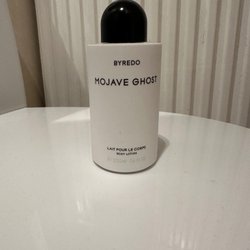 BYREDO
MOJAVE GHOST
LAIT POUR LE CORPS
BODY LOTION